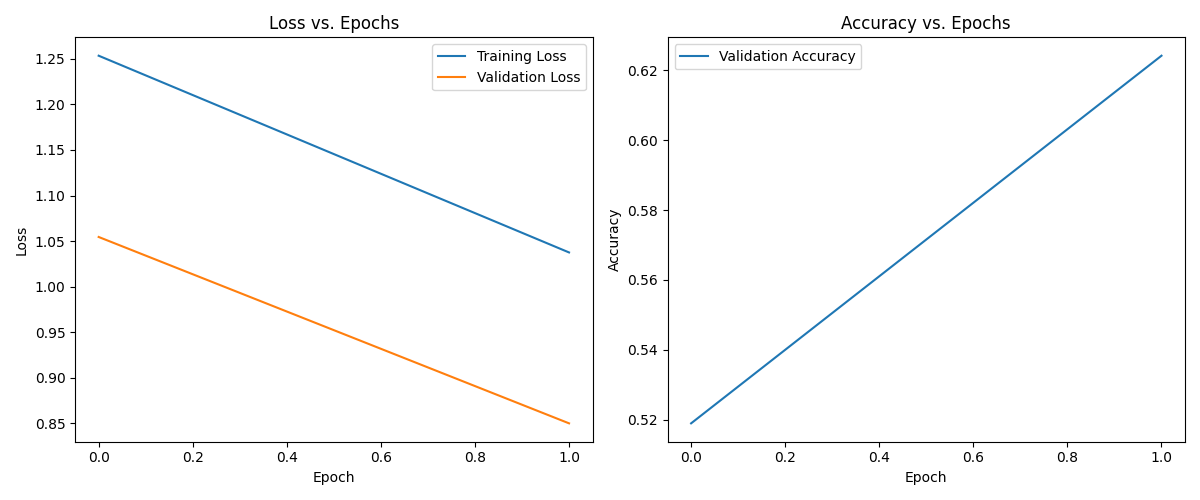 Loss vs. Epochs
Training Loss
Validation Loss
1.25
1.20
1.15
1.10
1.05
1.00
0.95
0.90
0.85
Loss
0.0 0.2 0.4 0.6 0.8 1.0
Epoch
Accuracy vs. Epochs
Validation Accuracy
0.62
0.60
0.58
0.56
0.54
0.52
Accuracy
0.0 0.2 0.4 0.6 0.8 1.0
Epoch